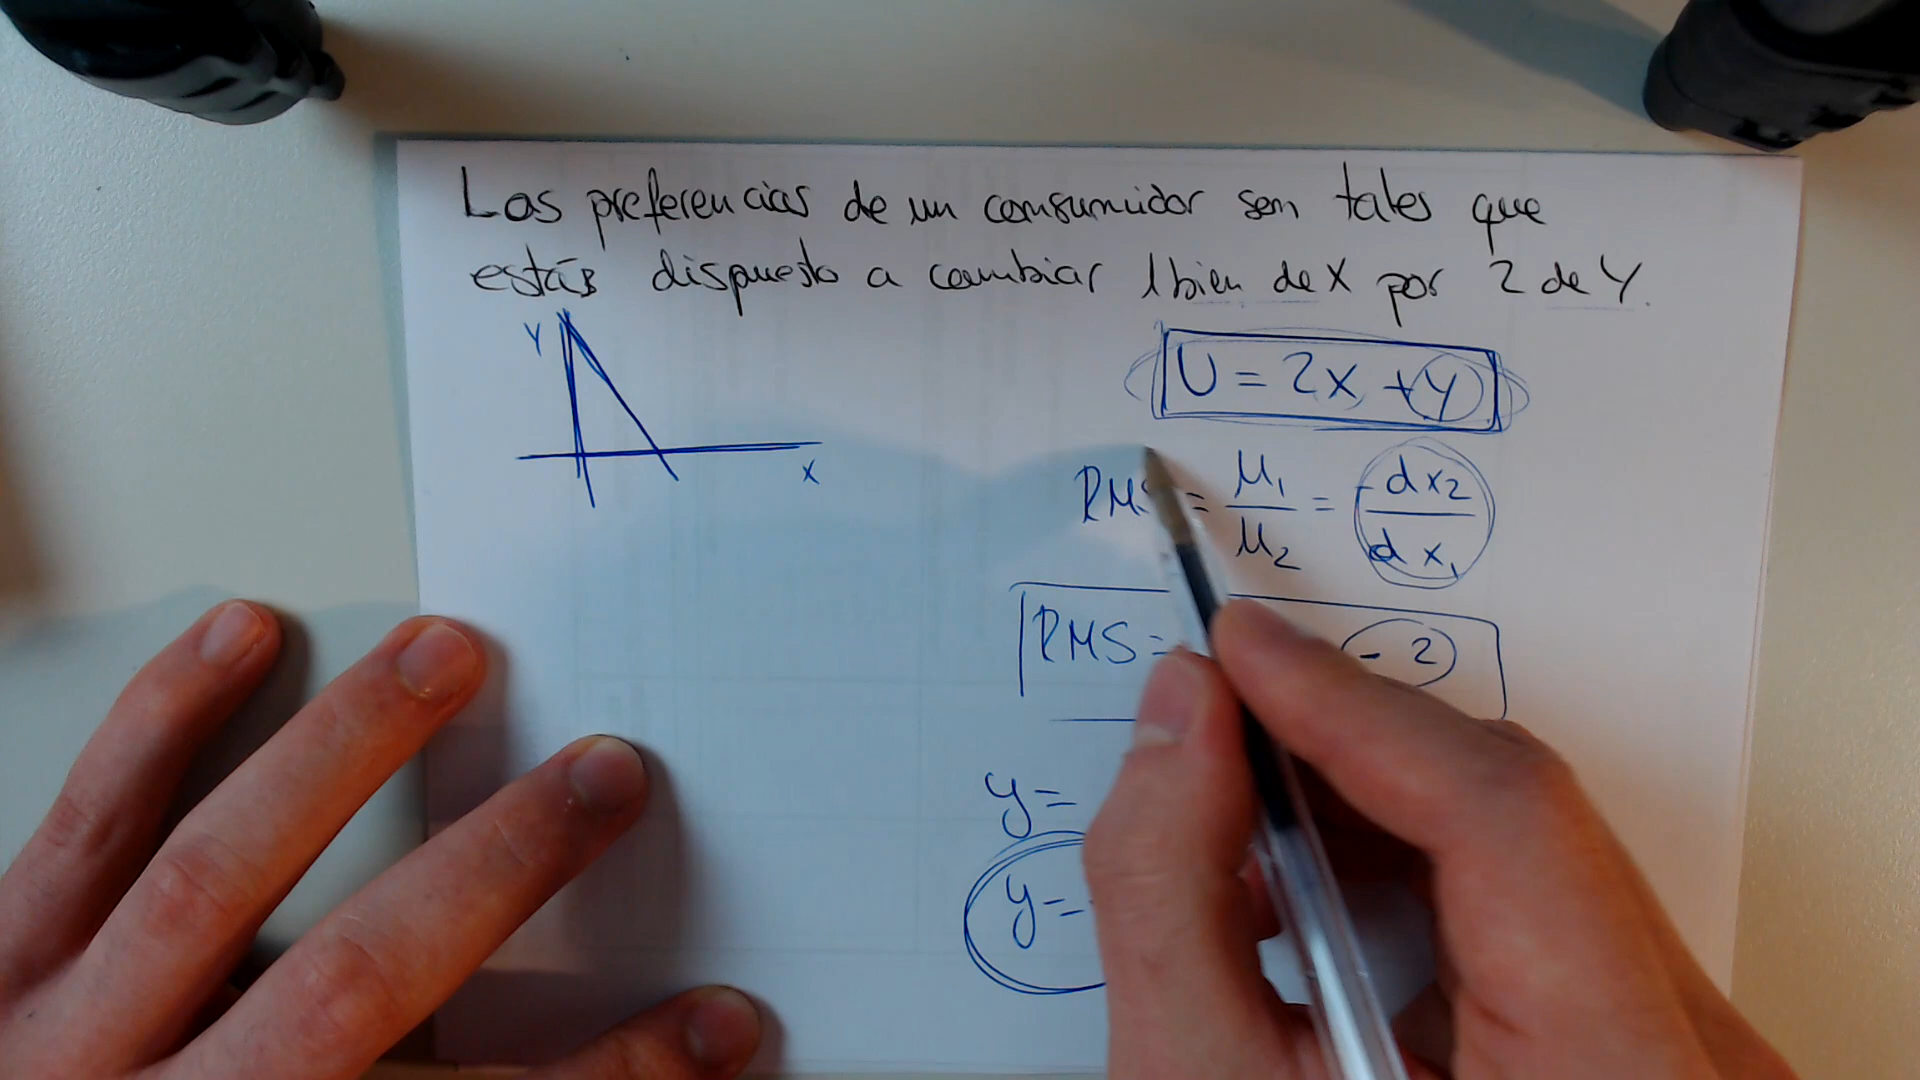 Las preferencias de un consumidor son tales que
estás dispuesto a cambiar 1 bien de X por 2 de Y.
Y
X
U = 2x + y
RMS = μ1/μ2 = - dx2/dx1
RMS = - 2
y =
y = -